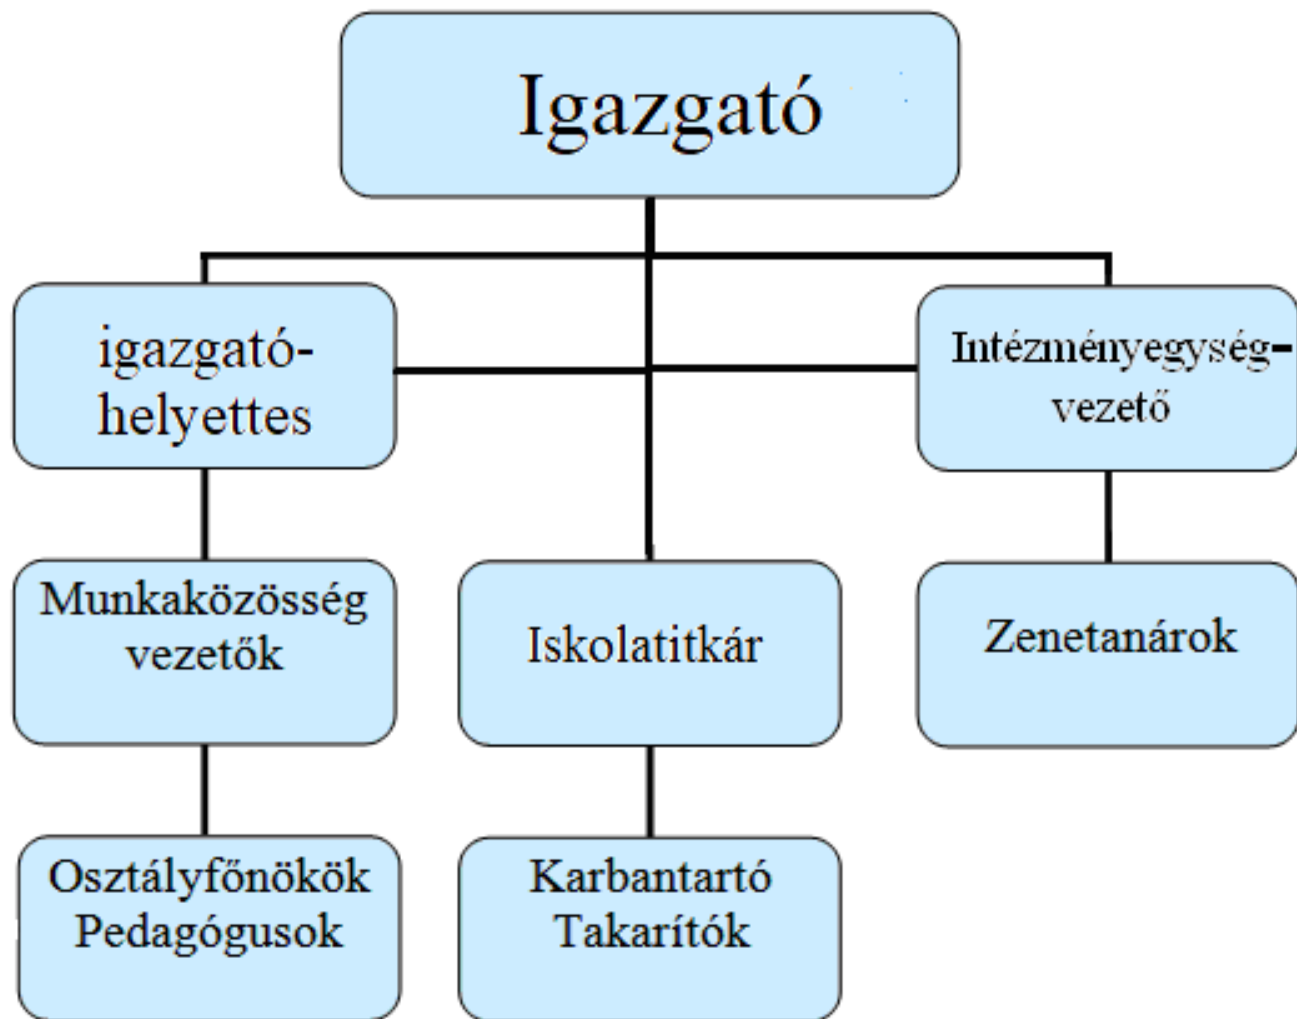 Igazgató
igazgató-
helyettes
Intézményegység-
vezető
Munkaközösség
vezetők
Iskolatitkár
Zenetanárok
Osztályfőnökök
Pedagógusok
Karbantartó
Takarítók